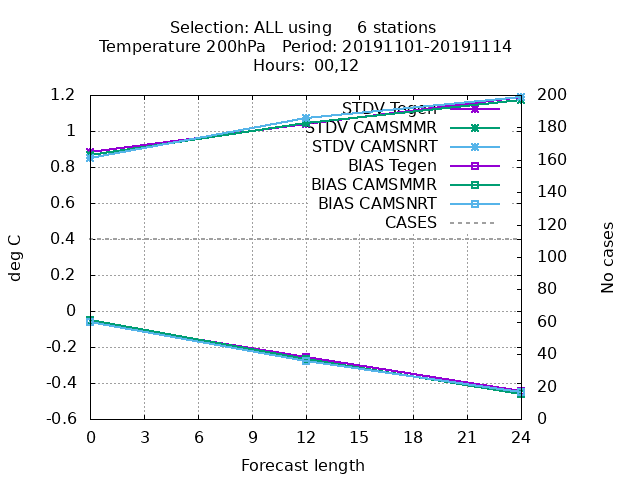 Selection: ALL using 6 stations
Temperature 200hPa Period: 20191101-20191114
Hours: 00,12
1.2
1
0.8
0.6
0.4
0.2
0
-0.2
-0.4
-0.6
deg C
STDV Tegen
STDV CAMSMMR
STDV CAMSNRT
BIAS Tegen
BIAS CAMSMMR
BIAS CAMSNRT
CASES
200
180
160
140
120
100
80
60
40
20
0
No cases
0 3 6 9 12 15 18 21 24
Forecast length